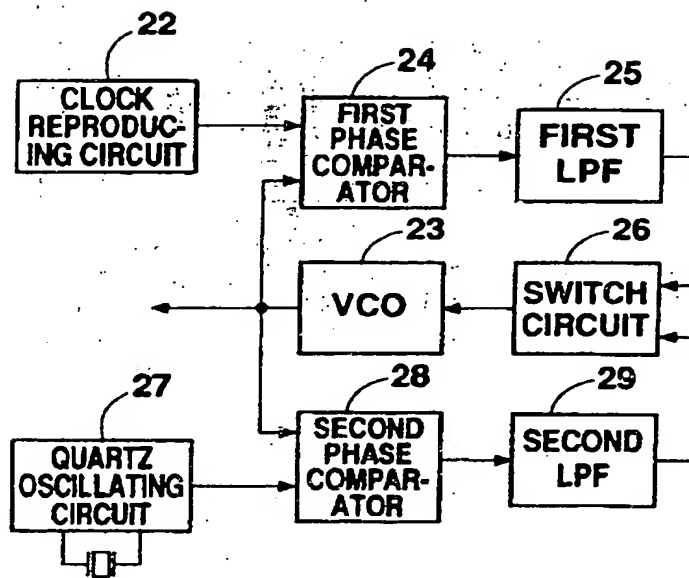 22
CLOCK
REPRODUC-
ING CIRCUIT
24
FIRST
PHASE
COMPAR-
ATOR
25
FIRST
LPF
23
VCO
26
SWITCH
CIRCUIT
27
QUARTZ
OSCILLATING
CIRCUIT
28
SECOND
PHASE
COMPAR-
ATOR
29
SECOND
LPF